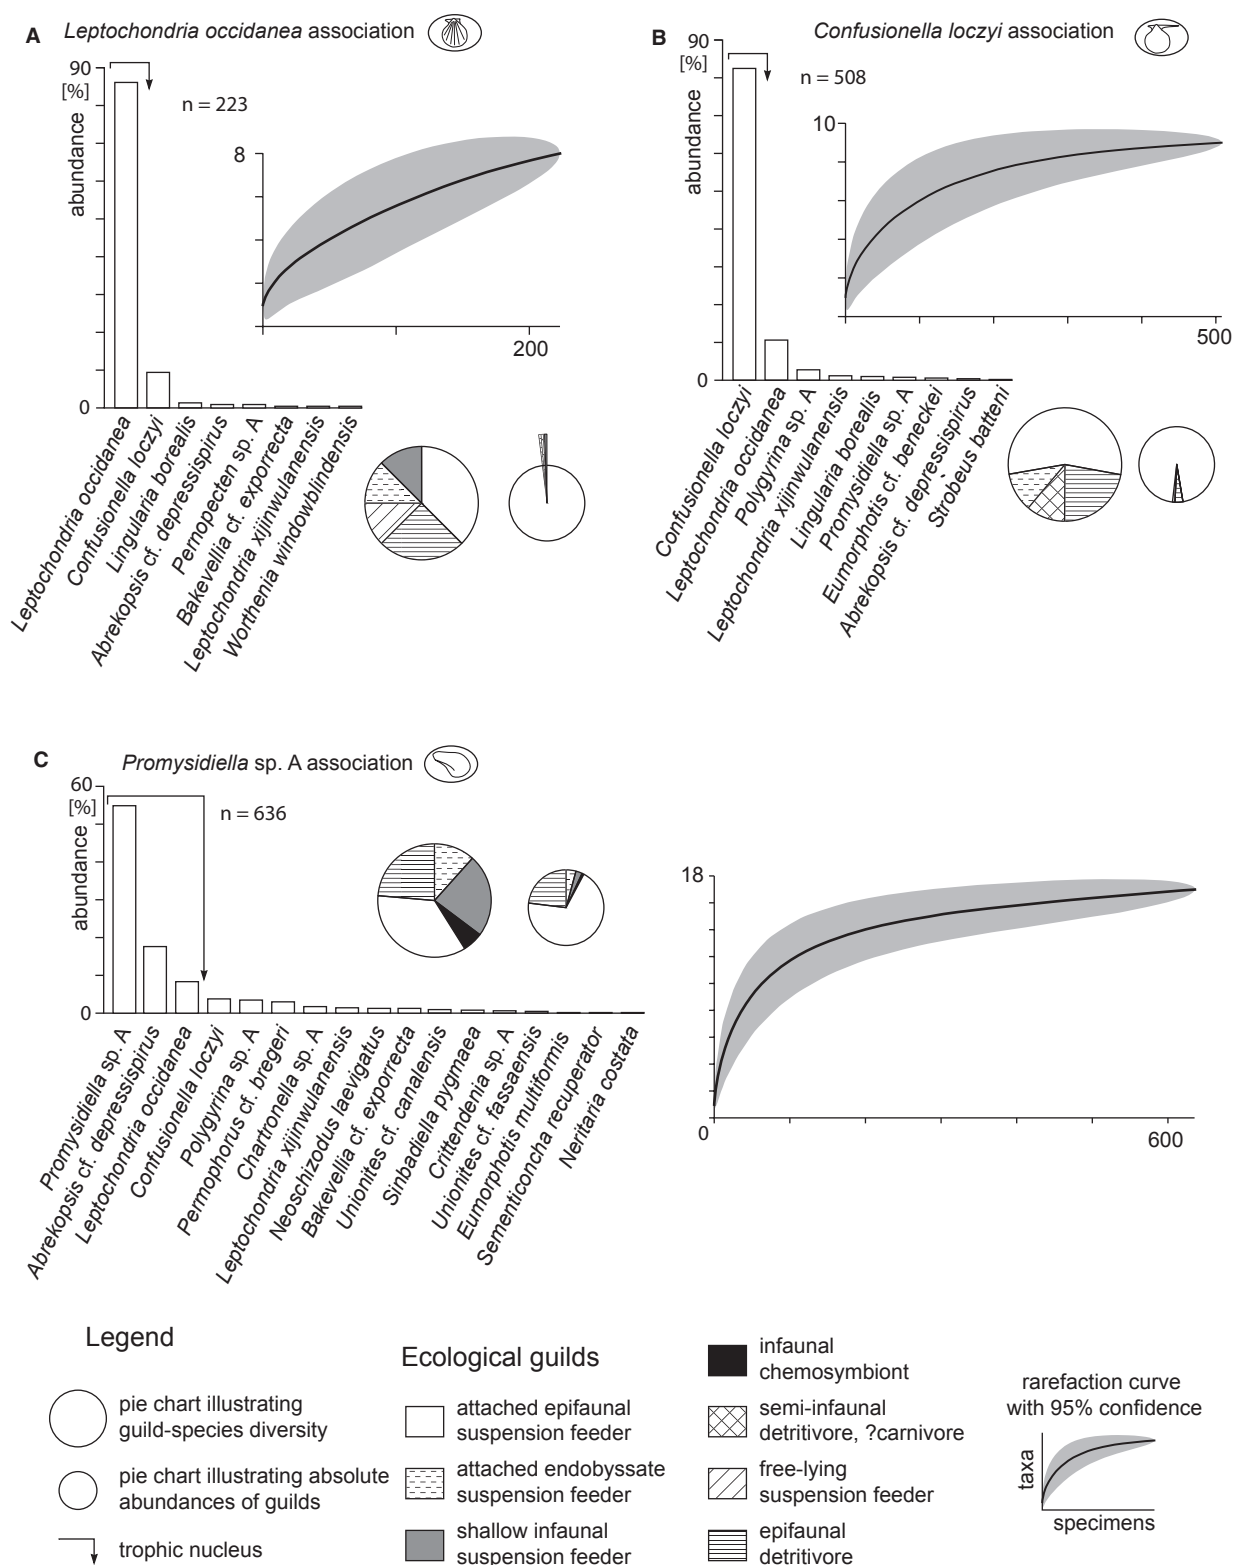 A Leptochondria occidanea association
90
[%]
abundance
n = 223
8
0
200
Leptochondria occidanea
Confusionella loczyi
Lingularia borealis
Abrekopsis cf. depressispirus
Pernopecten sp. A
Bakevellia cf. exporrecta
Leptochondria xijinwulanensis
Worthenia windowblindensis
B Confusionella loczyi association
90
[%]
abundance
n = 508
10
0
500
Confusionella loczyi
Leptochondria occidanea
Polygyrina sp. A
Leptochondria xijinwulanensis
Lingularia borealis
Promysidiella sp. A
Eumorphotis cf. beneckei
Abrekopsis cf. depressispirus
Strobeus batteni
C Promysidiella sp. A association
60
[%]
abundance
n = 636
0
Promysidiella sp. A
Abrekopsis cf. depressispirus
Leptochondria occidanea
Confusionella loczyi
Polygyrina sp. A
Permophorus cf. bregeri
Chartronella sp. A
Leptochondria xijinwulanensis
Neoschizodus laevigatus
Bakevellia cf. exporrecta
Unionites cf. canalensis
Sinbadiella pygmaea
Crittendenia sp. A
Unionites cf. fassaensis
Eumorphotis multiformis
Sementiconcha recuperator
Neritaria costata
18
0
600
Legend
pie chart illustrating
guild-species diversity
pie chart illustrating absolute
abundances of guilds
trophic nucleus
Ecological guilds
attached epifaunal
suspension feeder
attached endobyssate
suspension feeder
shallow infaunal
suspension feeder
infaunal
chemosymbiont
semi-infaunal
detritivore, ?carnivore
free-lying
suspension feeder
epifaunal
detritivore
rarefaction curve
with 95% confidence
taxa
specimens